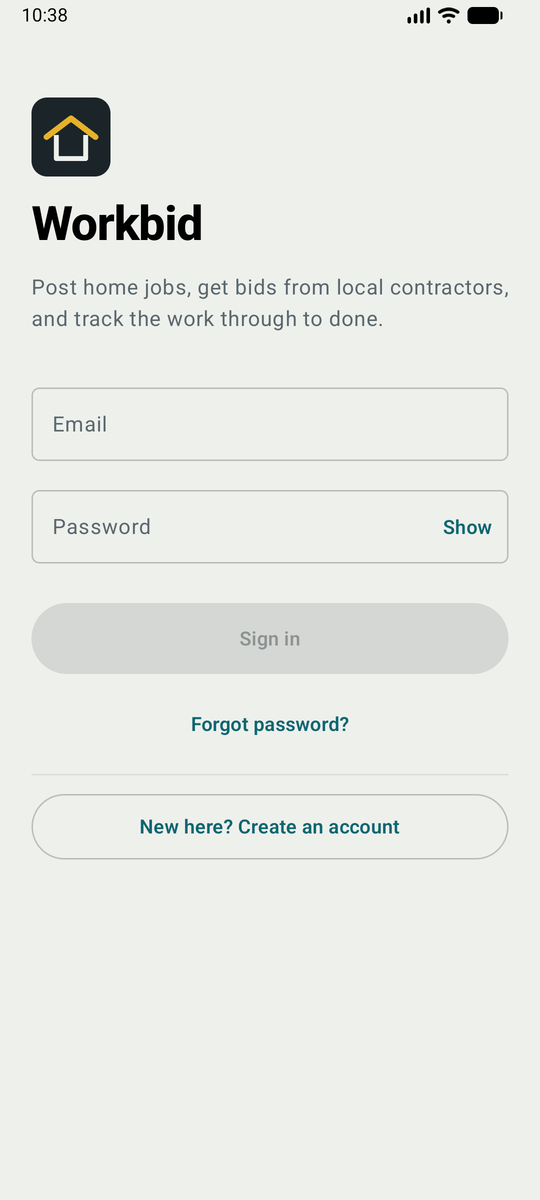 10:38
Workbid
Post home jobs, get bids from local contractors,
and track the work through to done.
Email
Password
Show
Sign in
Forgot password?
New here? Create an account